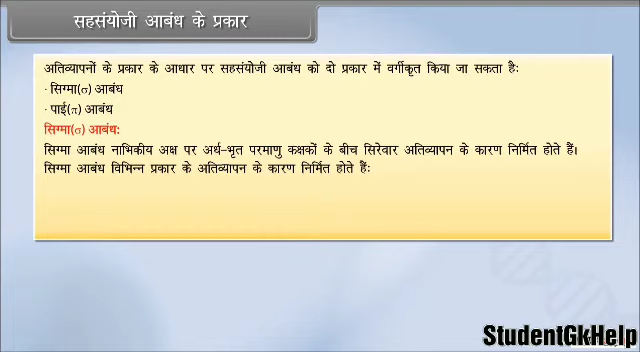 सहसंयोजी आबंध के प्रकार
अतिव्यापनों के प्रकार के आधार पर सहसंयोजी आबंध को दो प्रकार में वर्गीकृत किया जा सकता है:
· सिग्मा(σ) आबंध
· पाई(π) आबंध
सिग्मा(σ) आबंध:
सिग्मा आबंध नाभिकीय अक्ष पर अर्ध-भृत परमाणु कक्षकों के बीच सिरेवार अतिव्यापन के कारण निर्मित होते हैं।
सिग्मा आबंध विभिन्न प्रकार के अतिव्यापन के कारण निर्मित होते हैं:
StudentGkHelp